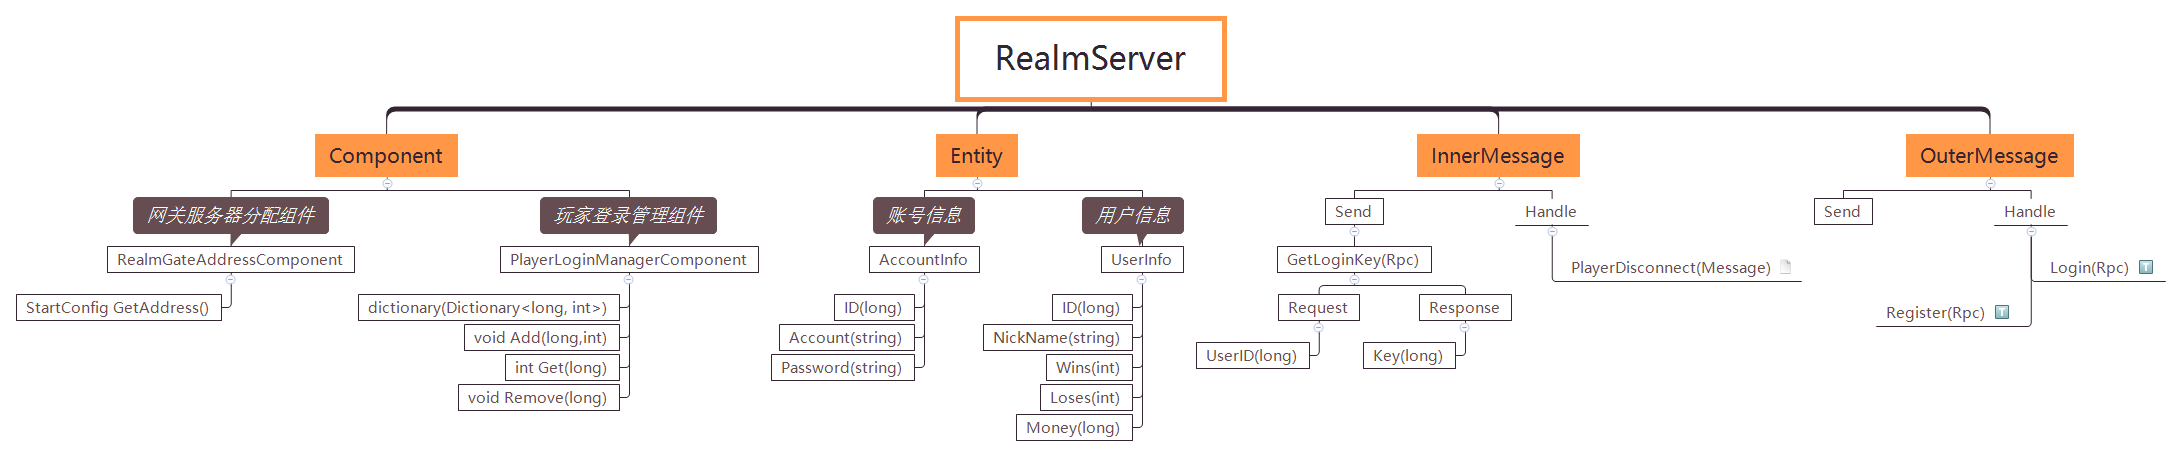 RealmServer
Component
网关服务器分配组件
RealmGateAddressComponent
StartConfig GetAddress()
玩家登录管理组件
PlayerLoginManagerComponent
dictionary(Dictionary<long, int>)
void Add(long,int)
int Get(long)
void Remove(long)
Entity
账号信息
AccountInfo
ID(long)
Account(string)
Password(string)
用户信息
UserInfo
ID(long)
NickName(string)
Wins(int)
Loses(int)
Money(long)
InnerMessage
Send
GetLoginKey(Rpc)
Request
UserID(long)
Response
Key(long)
Handle
PlayerDisconnect(Message)
OuterMessage
Send
Handle
Login(Rpc) T
Register(Rpc) T